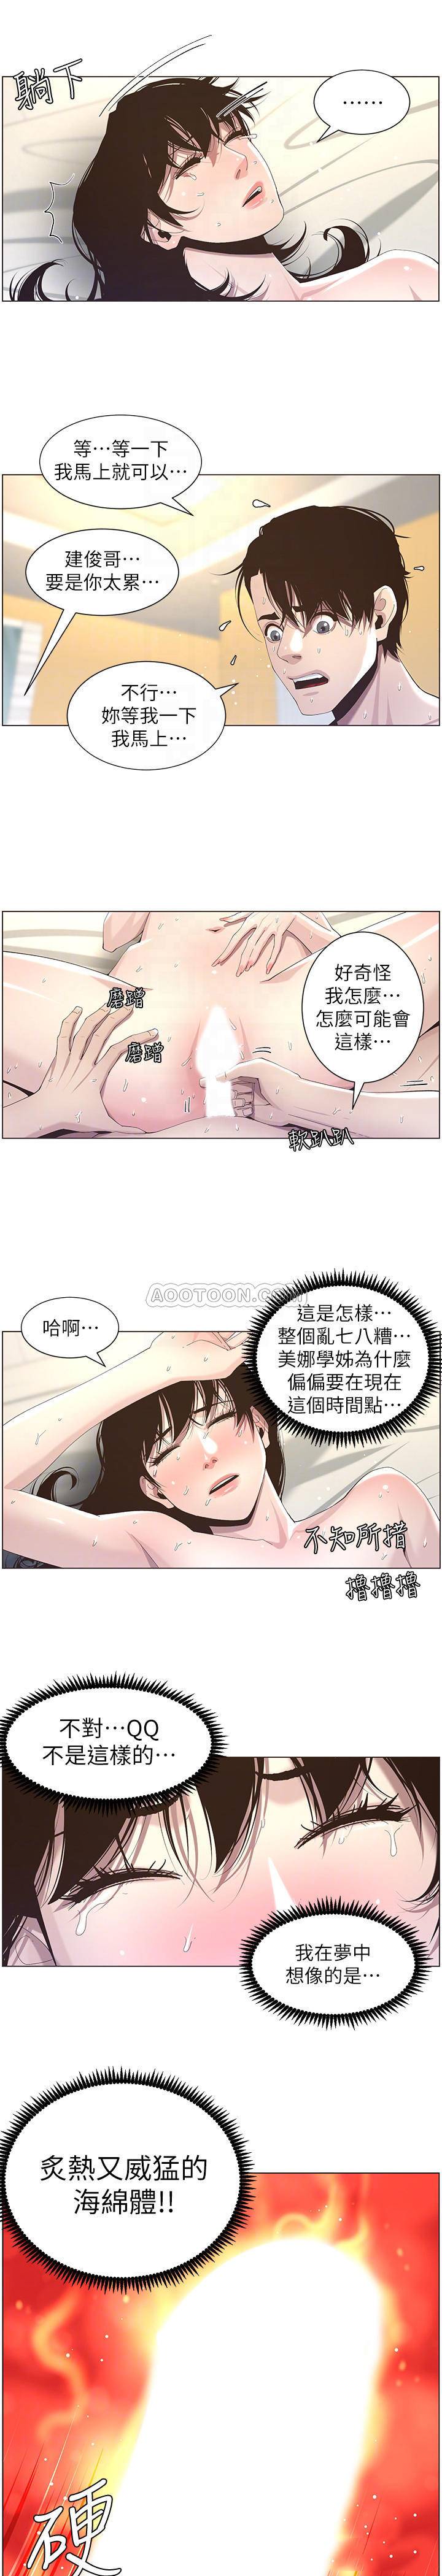 躺下
……
等…等一下
我馬上就可以…
建俊哥…
要是你太累…
不行…
妳等我一下
我馬上…
好奇怪
我怎麼…
怎麼可能會
這樣…
磨蹭
磨蹭
軟趴趴
AOOTOON.COM
哈啊…
這是怎樣…
整個亂七八糟…
美娜學姊為什麼
偏偏要在現在
這個時間點…
不知所措
擼擼擼
不對…QQ
不是這樣的…
我在夢中
想像的是…
炙熱又威猛的
海綿體!!
硬